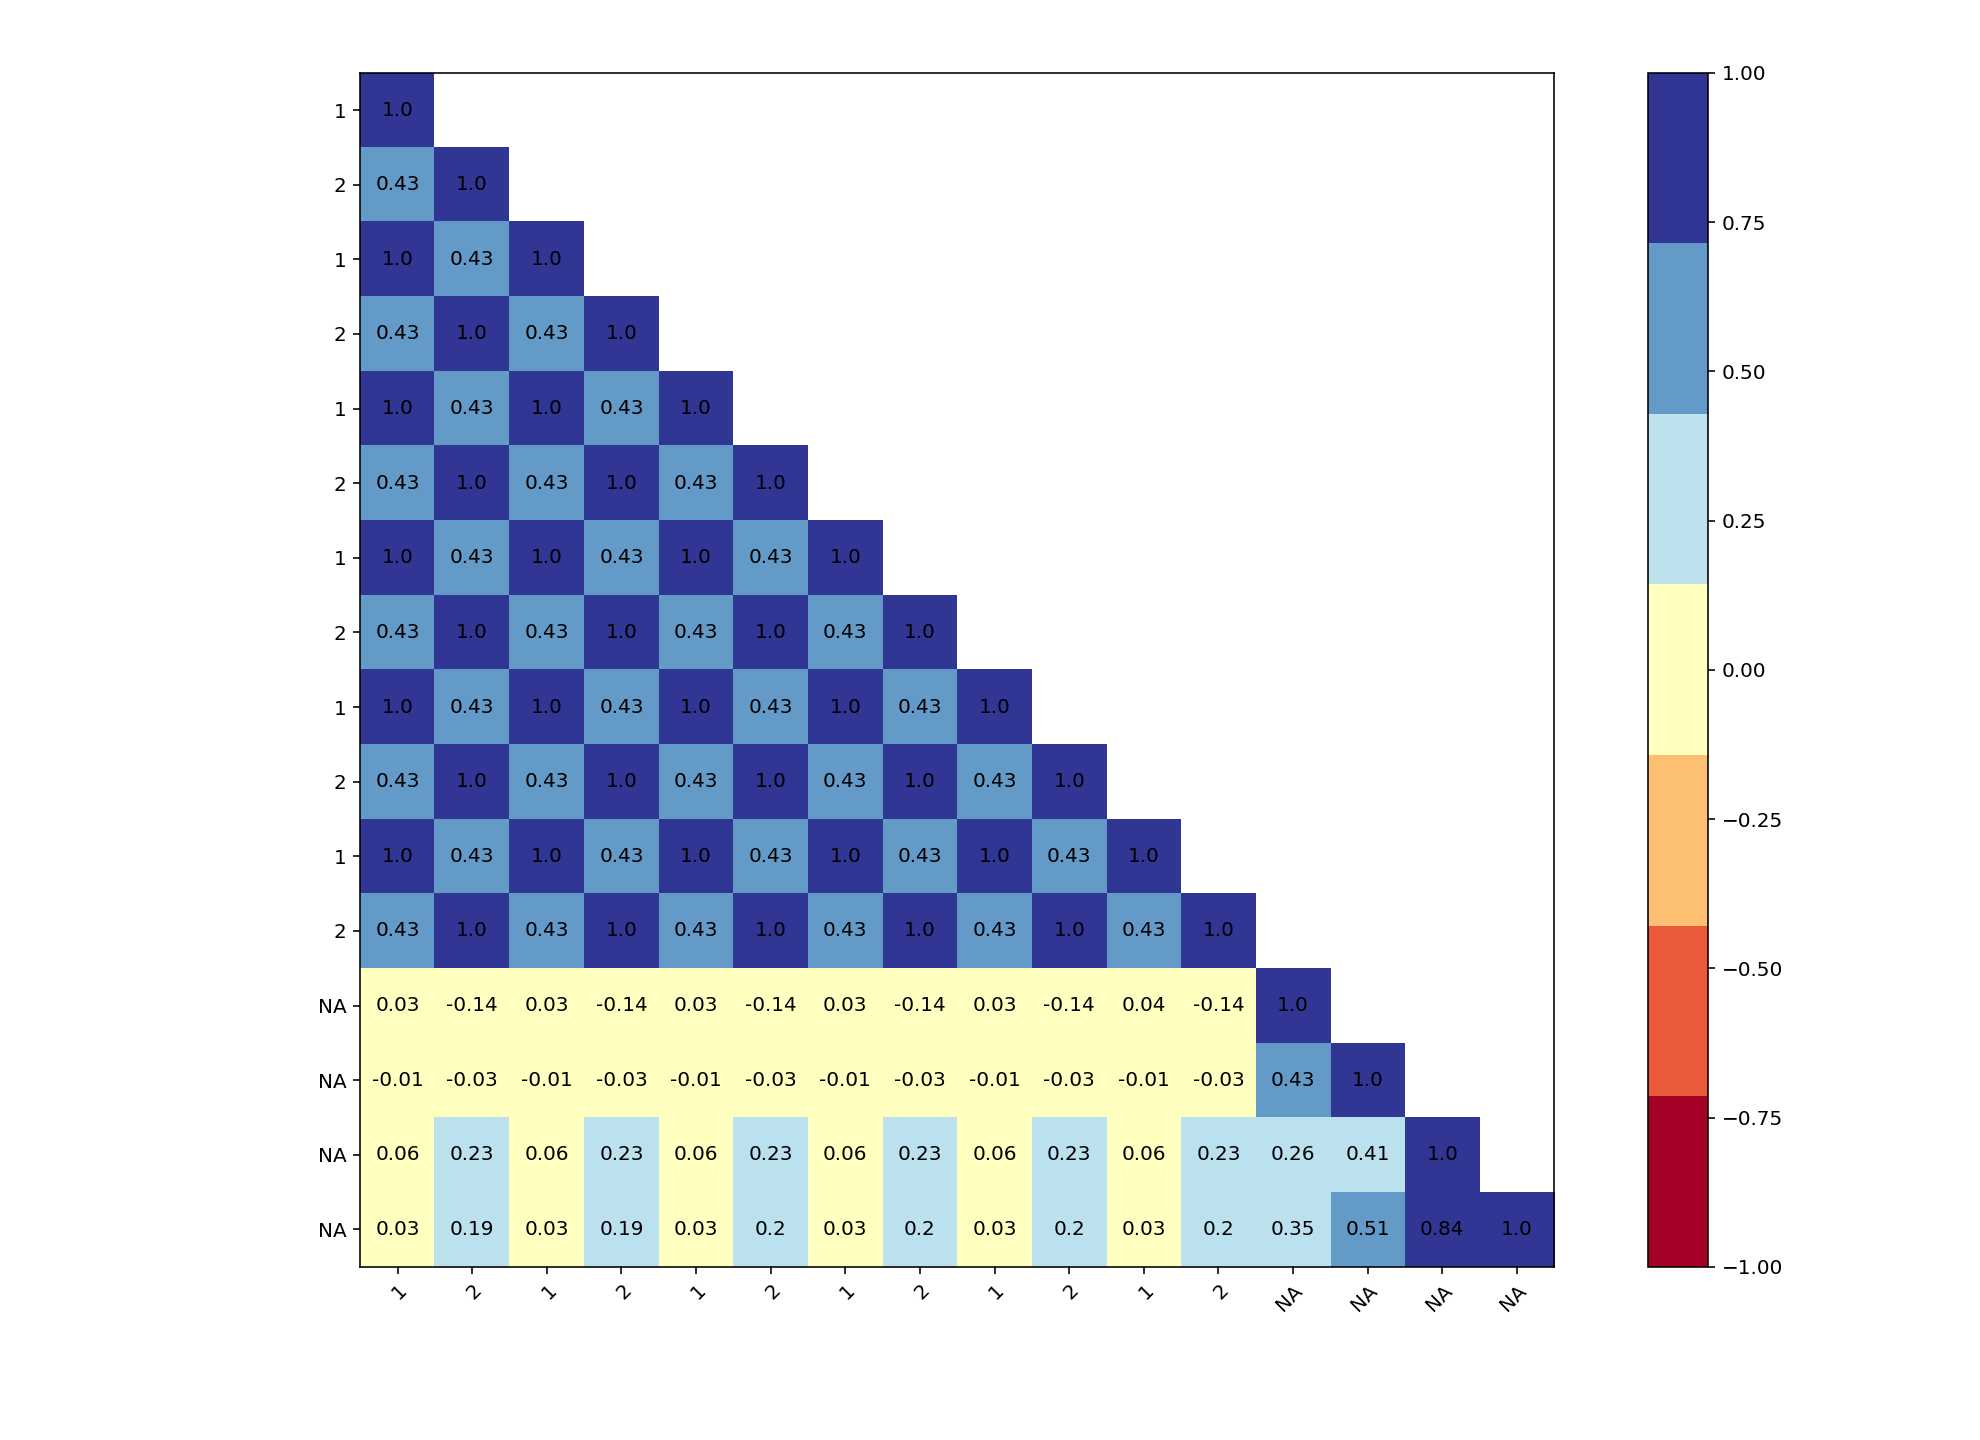 1 1.0
2 0.43 1.0
1 1.0 0.43 1.0
2 0.43 1.0 0.43 1.0
1 1.0 0.43 1.0 0.43 1.0
2 0.43 1.0 0.43 1.0 0.43 1.0
1 1.0 0.43 1.0 0.43 1.0 0.43 1.0
2 0.43 1.0 0.43 1.0 0.43 1.0 0.43 1.0
1 1.0 0.43 1.0 0.43 1.0 0.43 1.0 0.43 1.0
2 0.43 1.0 0.43 1.0 0.43 1.0 0.43 1.0 0.43 1.0
1 1.0 0.43 1.0 0.43 1.0 0.43 1.0 0.43 1.0 0.43 1.0
2 0.43 1.0 0.43 1.0 0.43 1.0 0.43 1.0 0.43 1.0 0.43 1.0
NA 0.03 -0.14 0.03 -0.14 0.03 -0.14 0.03 -0.14 0.03 -0.14 0.04 -0.14 1.0
NA -0.01 -0.03 -0.01 -0.03 -0.01 -0.03 -0.01 -0.03 -0.01 -0.03 -0.01 -0.03 0.43 1.0
NA 0.06 0.23 0.06 0.23 0.06 0.23 0.06 0.23 0.06 0.23 0.06 0.23 0.26 0.41 1.0
NA 0.03 0.19 0.03 0.19 0.03 0.2 0.03 0.2 0.03 0.2 0.03 0.2 0.35 0.51 0.84 1.0
1 2 1 2 1 2 1 2 1 2 1 2 NA NA NA NA
1.00
0.75
0.50
0.25
0.00
−0.25
−0.50
−0.75
−1.00